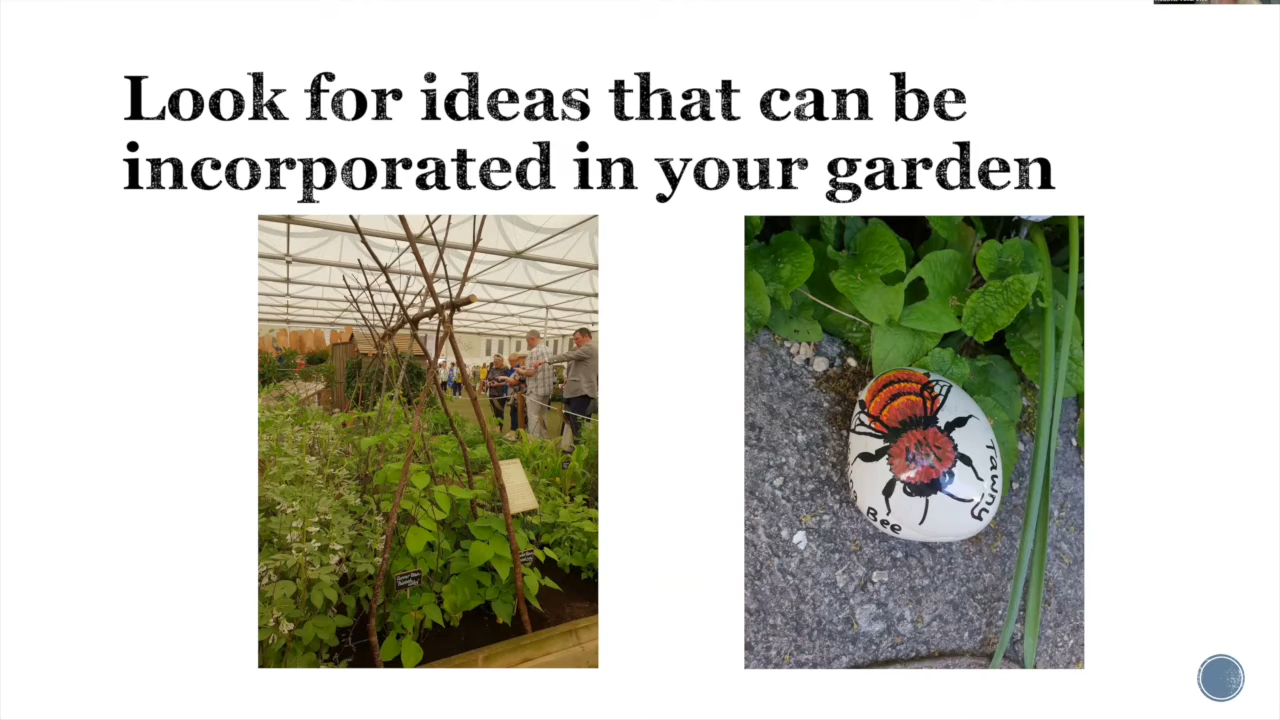 Look for ideas that can be
incorporated in your garden
Tawny
Bee